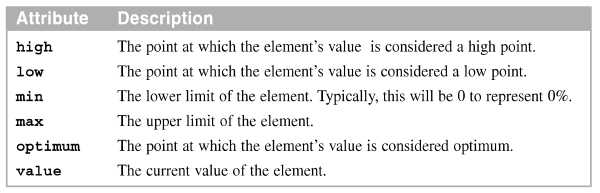 Attribute Description
high The point at which the element's value is considered a high point.
low The point at which the element's value is considered a low point.
min The lower limit of the element. Typically, this will be 0 to represent 0%.
max The upper limit of the element.
optimum The point at which the element's value is considered optimum.
value The current value of the element.